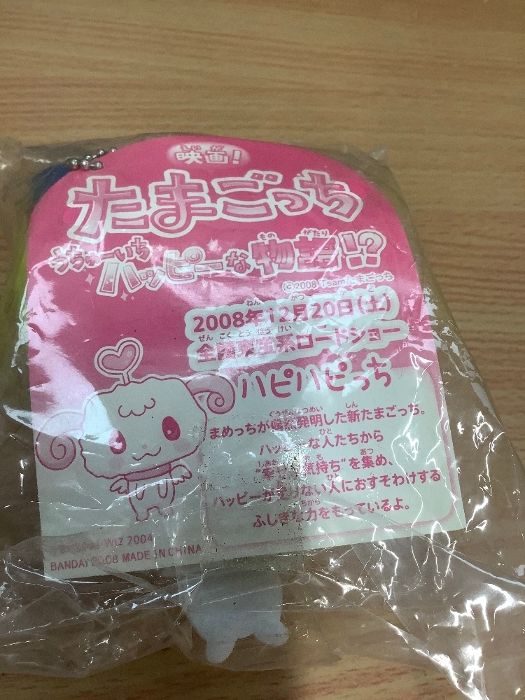 映画!
たまごっち
うちゅーいち
ハッピーな物語!?
(C)2008 「Team」たまごっち
2008年12月20日(土)
全国東宝系ロードショー
ハピハピっち
まめっちが偶然発明した新たまごっち。
ハッピーな人たちから
"幸せな気持ち"を集め、
ハッピーが足りない人におすそわけする
ふしぎな力をもっているよ。
WiZ 2004
BANDAI 2008 MADE IN CHINA